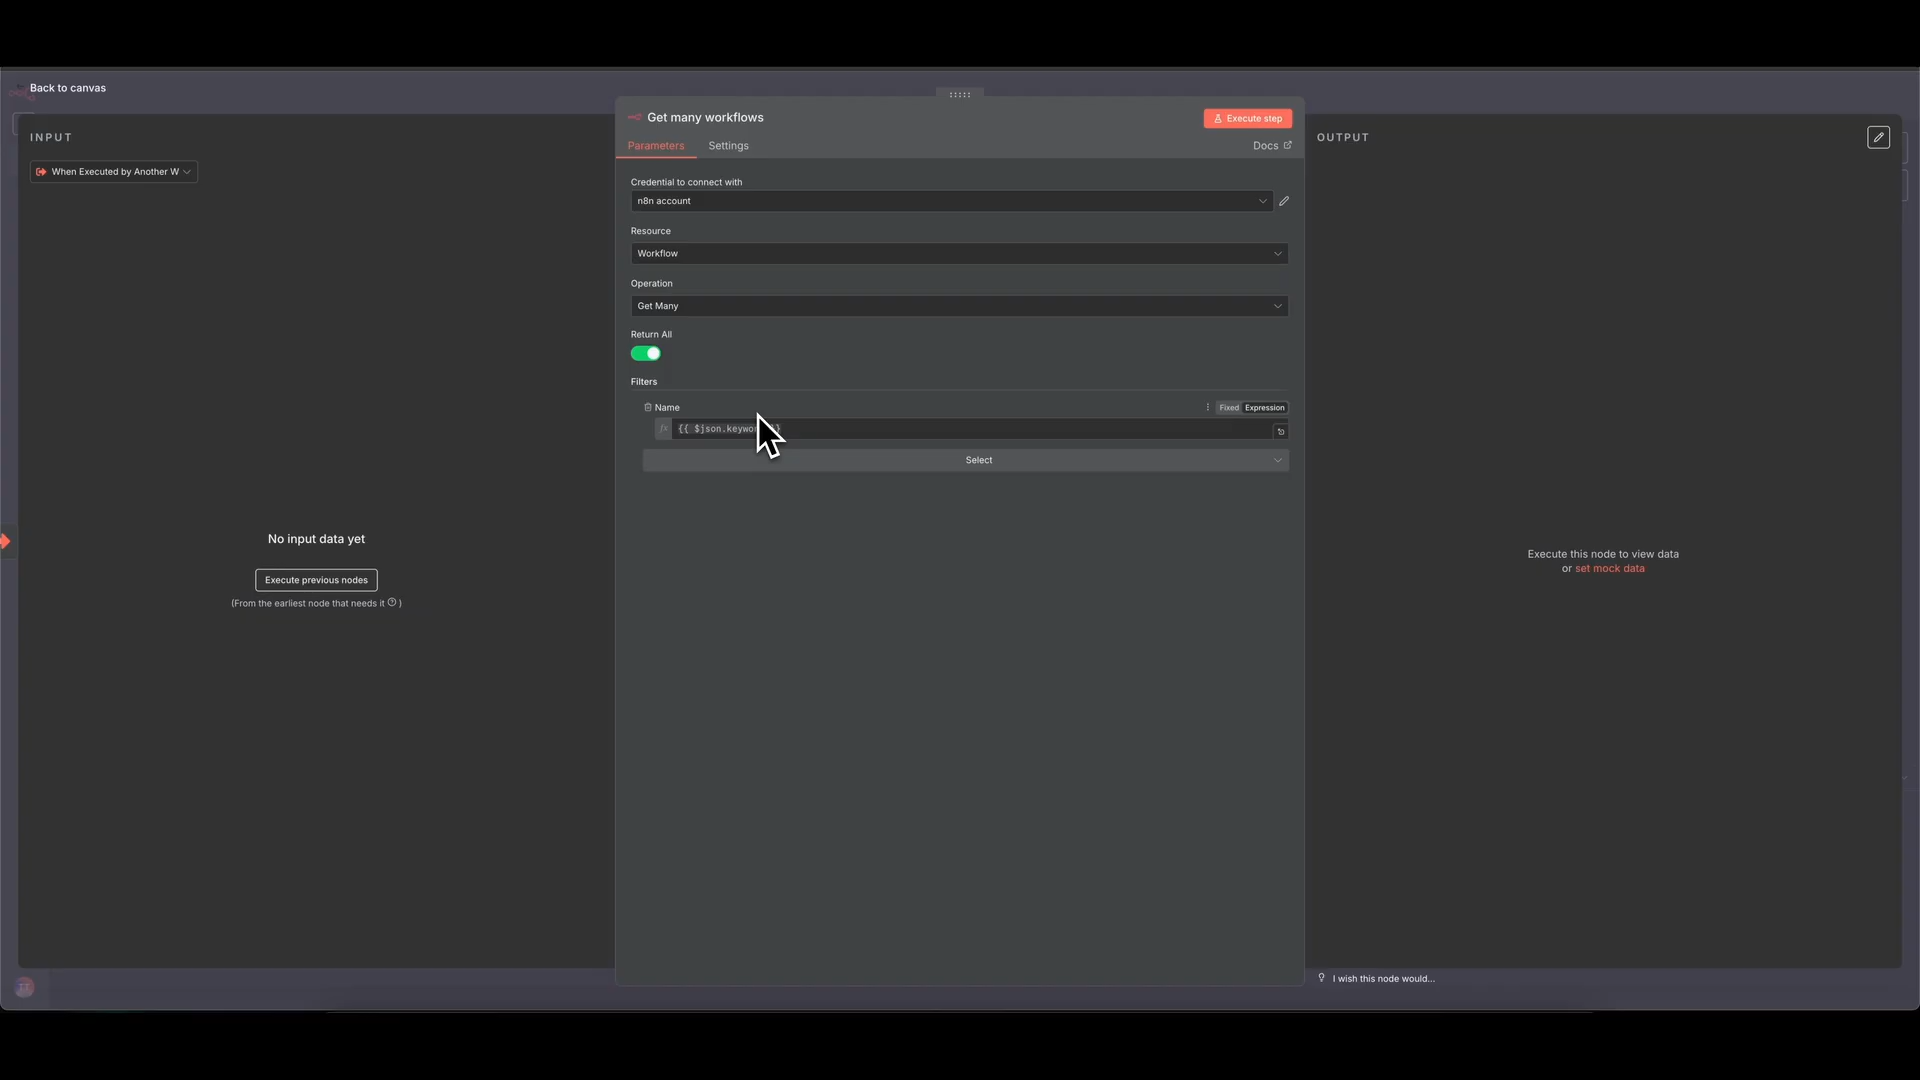 Back to canvas
INPUT
When Executed by Another W
No input data yet
Execute previous nodes
(From the earliest node that needs it ? )
Get many workflows
Execute step
Parameters
Settings
Docs
Credential to connect with
n8n account
Resource
Workflow
Operation
Get Many
Return All
Filters
Name
Fixed
Expression
fx
{{ $json.keywo
Select
OUTPUT
Execute this node to view data
or set mock data
I wish this node would...